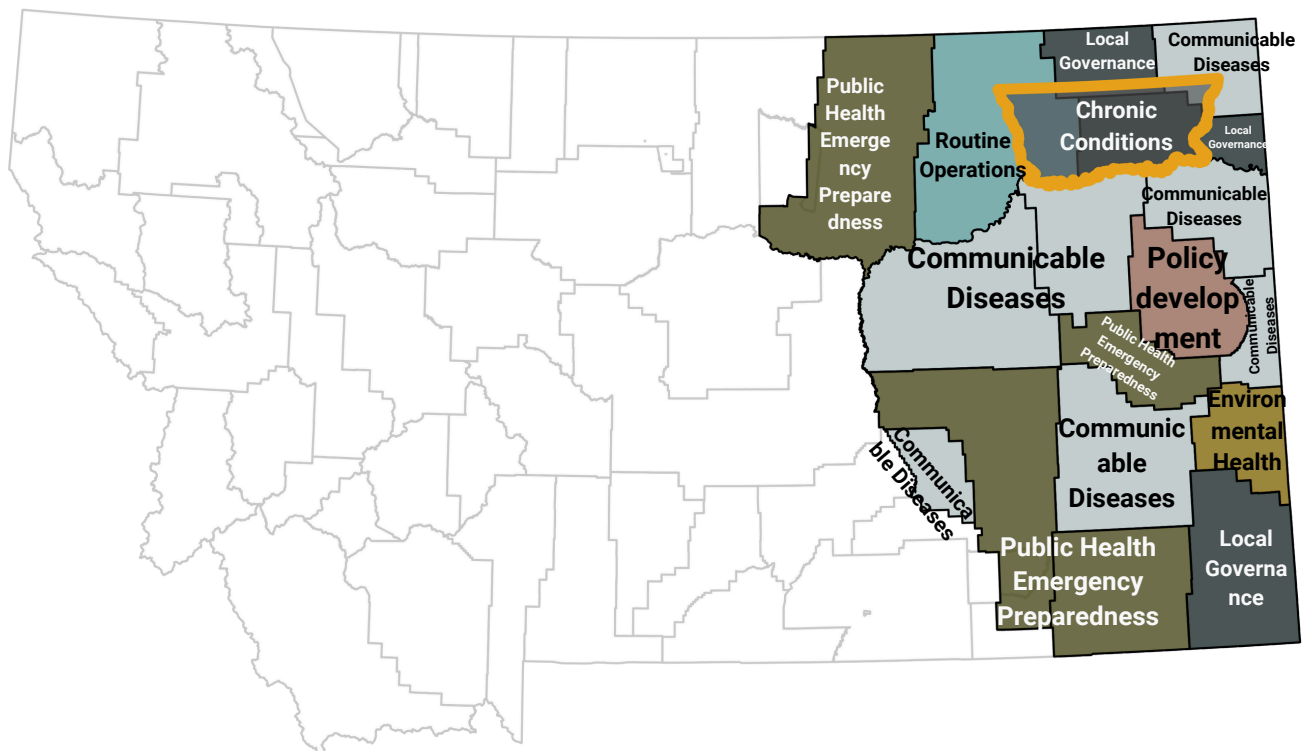 Local
Governance
Communicable
Diseases
Public
Health
Emerge
ncy
Prepare
dness
Chronic
Conditions
Routine
Operations
Local
Governance
Communicable
Diseases
Communicable
Diseases
Policy
develop
ment
Communicable
Diseases
Public Health
Emergency
Preparedness
Environ
mental
Health
Communic
able
Diseases
Communica
ble Diseases
Public Health
Emergency
Preparedness
Local
Governa
nce